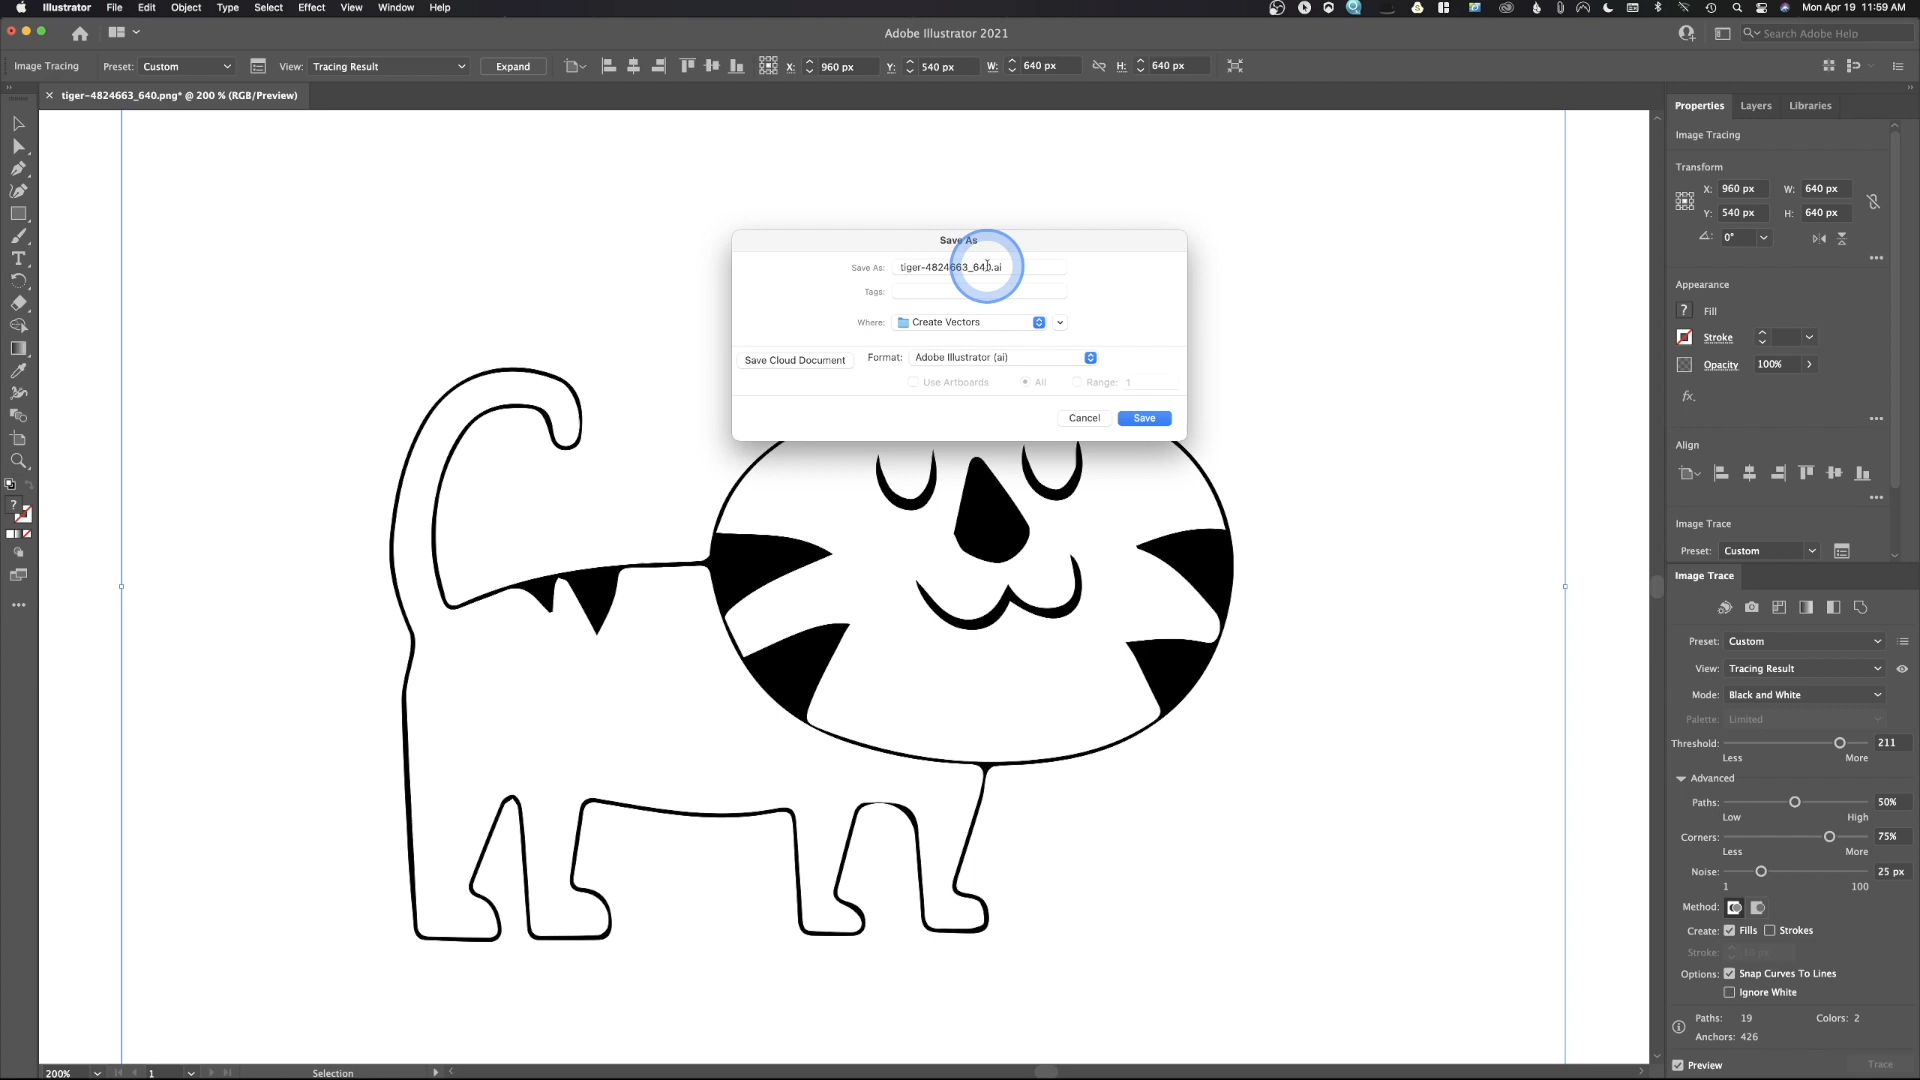 Illustrator File Edit Object Type Select Effect View Window Help Mon Apr 19 11:59 AM
Adobe Illustrator 2021 Search Adobe Help
Image Tracing Preset: Custom View: Tracing Result Expand X: 960 px Y: 540 px W: 640 px H: 640 px
tiger-4824663_640.png* @ 200 % (RGB/Preview)
Properties Layers Libraries
Image Tracing
Transform
X: 960 px W: 640 px
Y: 540 px H: 640 px
0°
Appearance
? Fill
Stroke
Opacity 100%
fx.
Align
Image Trace
Preset: Custom
Image Trace
Preset: Custom
View: Tracing Result
Mode: Black and White
Palette: Limited
Threshold: 211
Less More
Advanced
Paths: 50%
Low High
Corners: 75%
Less More
Noise: 25 px
1 100
Method:
Create: Fills Strokes
Stroke: 10 px
Options: Snap Curves To Lines
Ignore White
Paths: 19 Colors: 2
Anchors: 426
Preview Trace
Save As
Save As: tiger-4824663_640.ai
Tags:
Where: Create Vectors
Save Cloud Document Format: Adobe Illustrator (ai)
Use Artboards All Range: 1
Cancel Save
?
200% 1 Selection